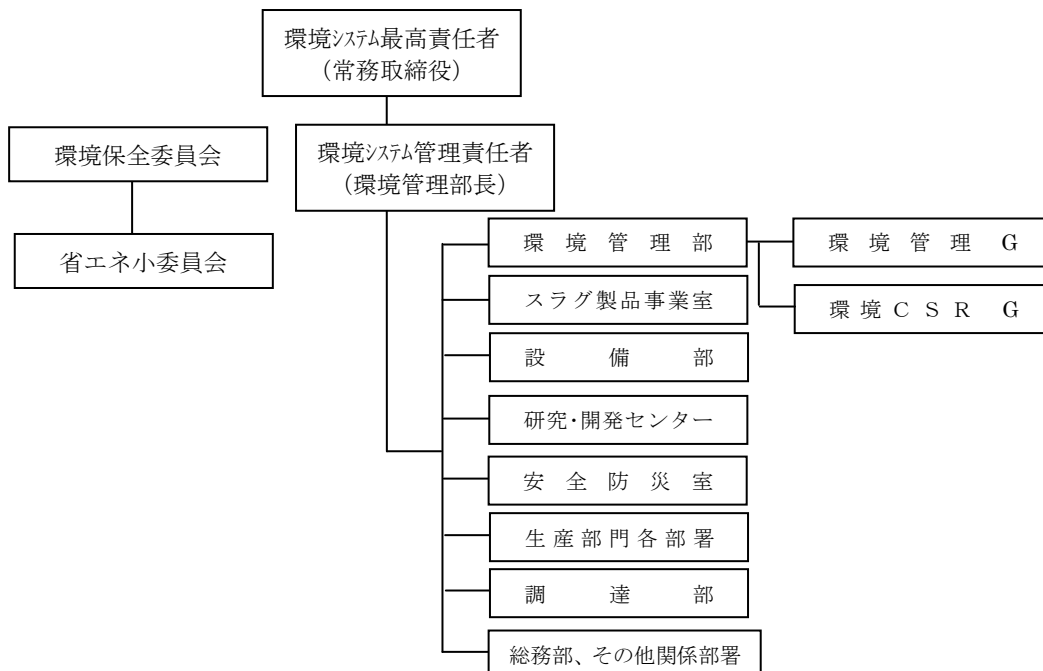 環境ｼｽﾃﾑ最高責任者
（常務取締役）
環境保全委員会
環境ｼｽﾃﾑ管理責任者
（環境管理部長）
省エネ小委員会
環境管理部
環境管理 G
スラグ製品事業室
環境CSR G
設備部
研究・開発センター
安全防災室
生産部門各部署
調達部
総務部、その他関係部署